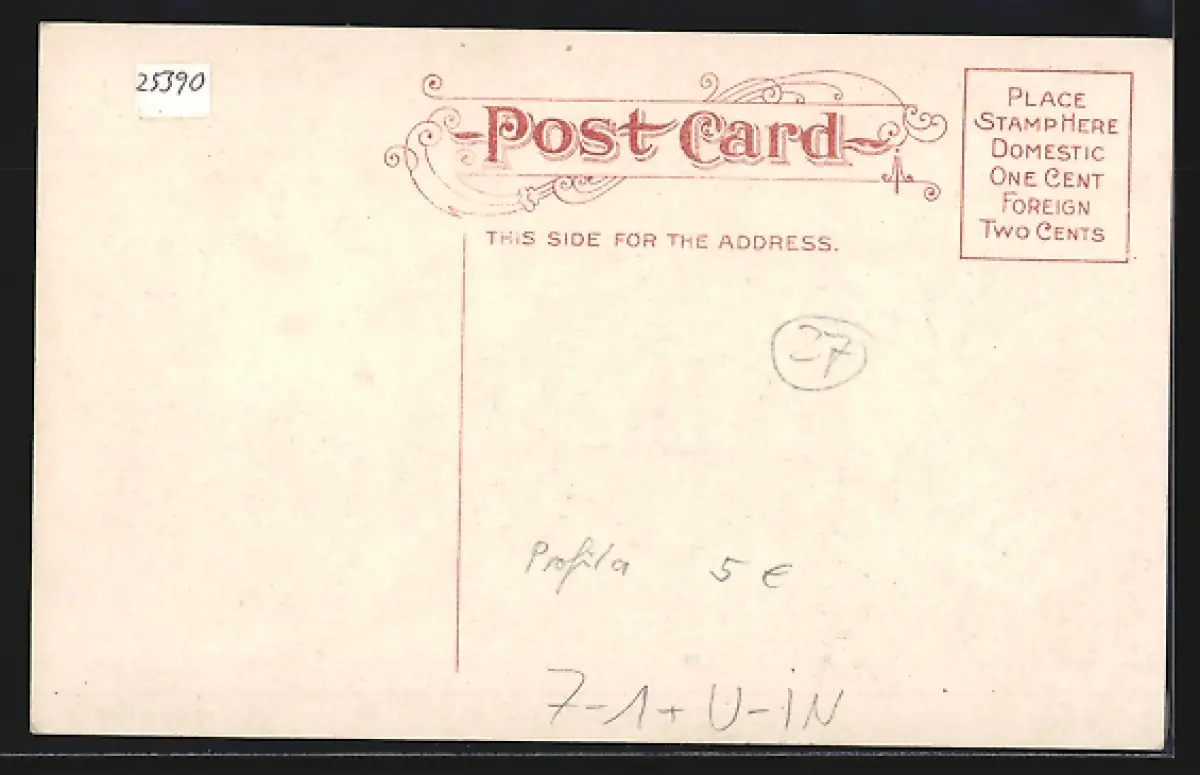 25390
Post Card
PLACE
STAMP HERE
DOMESTIC
ONE CENT
FOREIGN
TWO CENTS
THIS SIDE FOR THE ADDRESS.
27
Profila 5 €
7-1+ U-IN